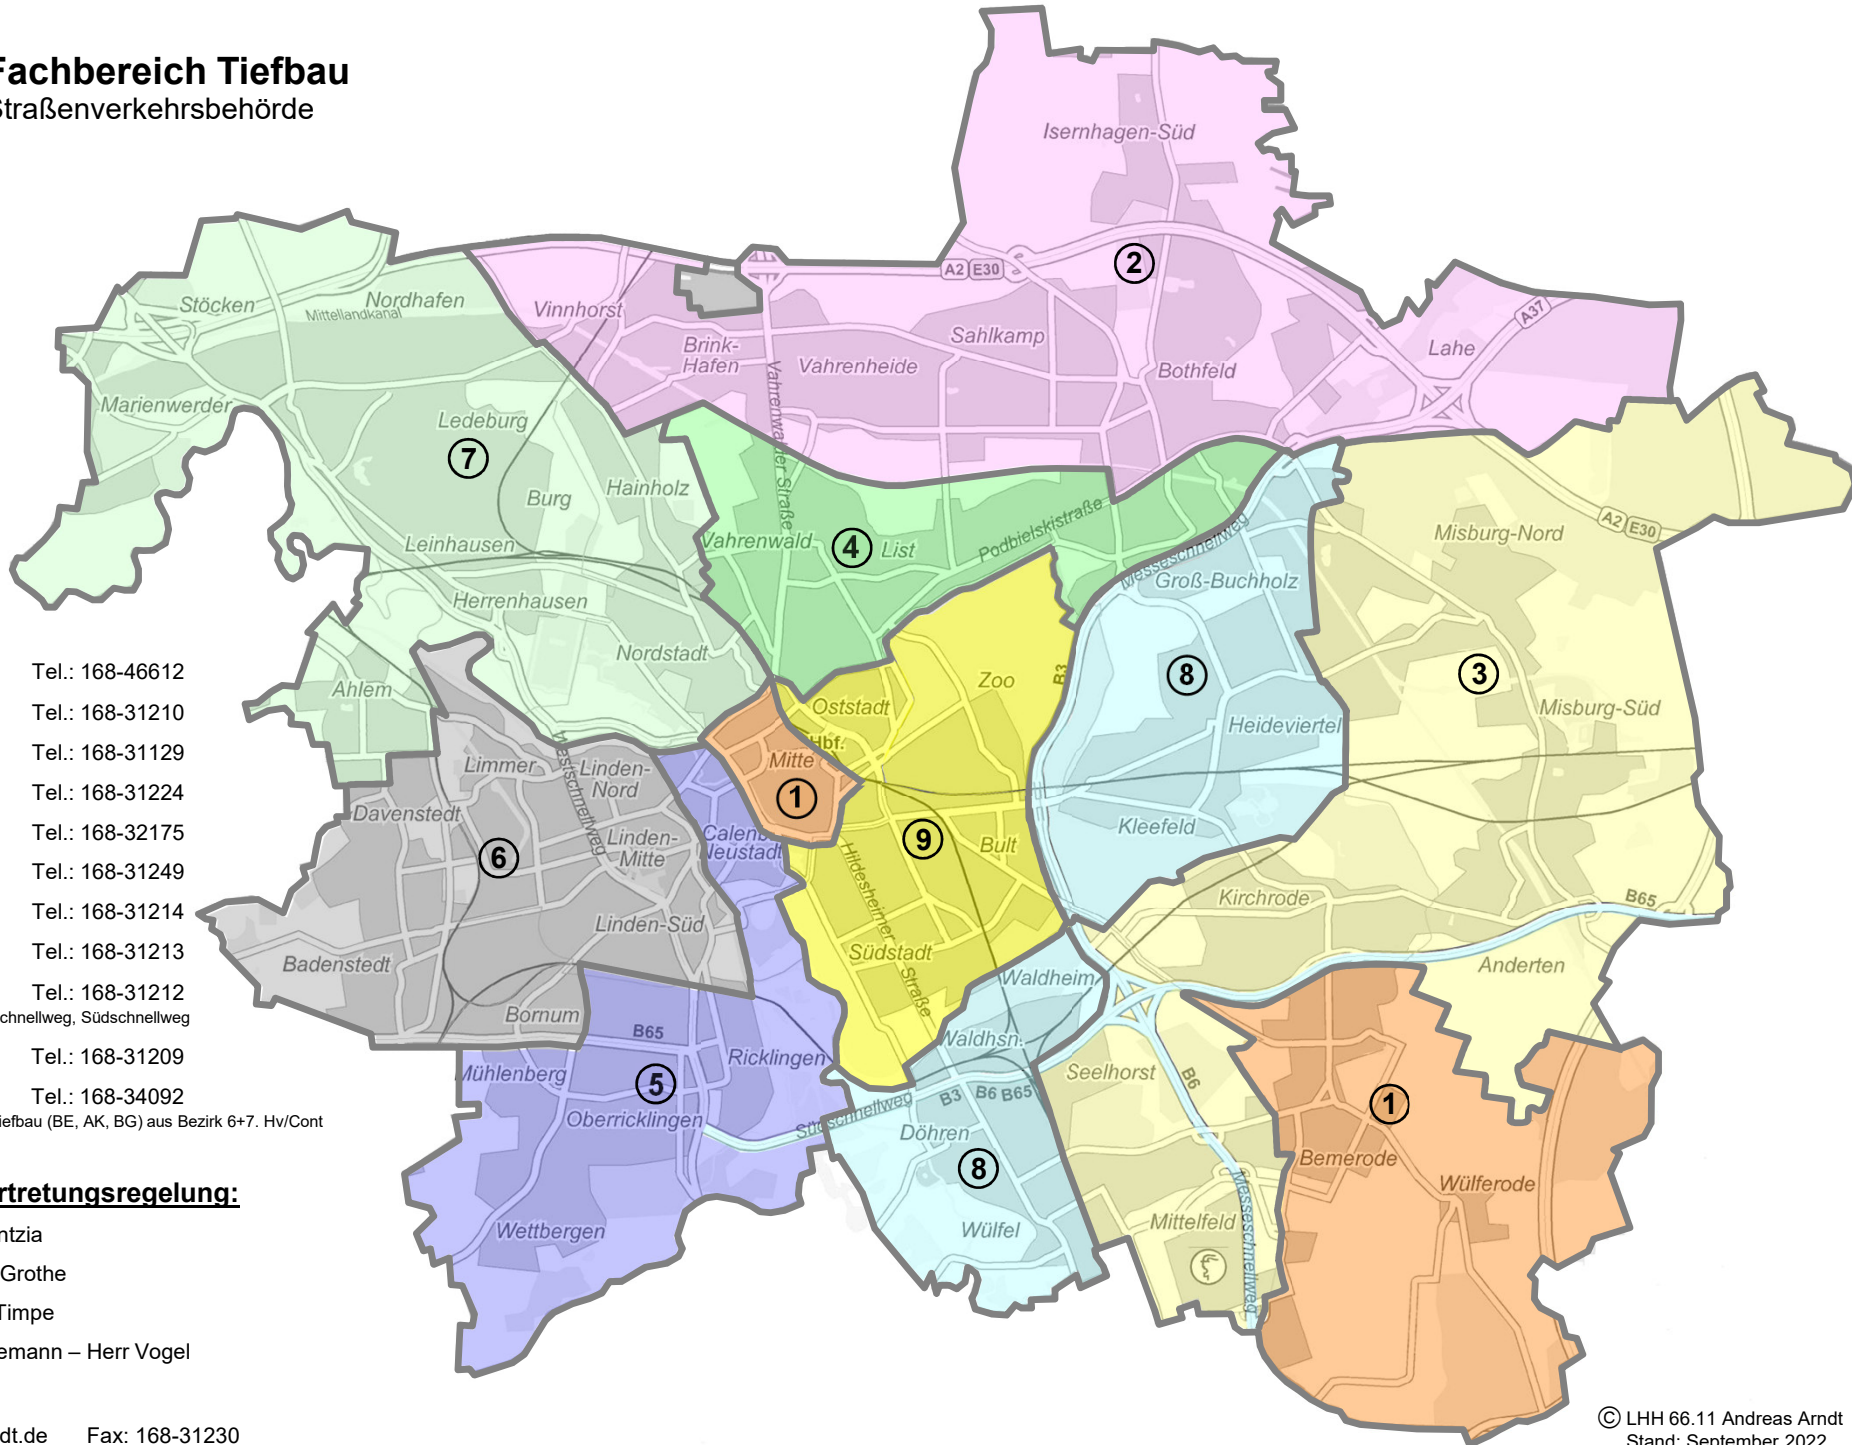 Fachbereich Tiefbau
Straßenverkehrsbehörde
Isernhagen-Süd
2
A2 E30
Stöcken
Nordhafen
Mittellandkanal
Vinnhorst
Brink-
Hafen
Vahrenheide
Sahlkamp
Bothfeld
Lahe
A37
Marienwerder
Ledeburg
7
Burg
Hainholz
Vahrenwalder Straße
Leinhausen
Vahrenwald
4
List
Podbielskistraße
Messeschnellweg
Groß-Buchholz
Misburg-Nord
A2 E30
Herrenhausen
Nordstadt
Ahlem
Zoo
B3
8
3
Oststadt
Hbf.
Heideviertel
Misburg-Süd
Mitte
1
Limmer
Linden-
Nord
Westschnellweg
Davenstedt
6
Linden-
Mitte
Calenb.
Neustadt
9
Bult
Kleefeld
Hildesheimer Straße
Kirchrode
B65
Linden-Süd
Badenstedt
Südstadt
Waldheim
Anderten
Bornum
B65
Ricklingen
Waldhsn.
Mühlenberg
5
Oberricklingen
Südschnellweg
B3 B6 B65
Seelhorst
B6
1
Döhren
8
Bemerode
Wülferode
Wettbergen
Wülfel
Mittelfeld
Messeschnellweg
Tel.: 168-46612
Tel.: 168-31210
Tel.: 168-31129
Tel.: 168-31224
Tel.: 168-32175
Tel.: 168-31249
Tel.: 168-31214
Tel.: 168-31213
Tel.: 168-31212
chnellweg, Südschnellweg
Tel.: 168-31209
Tel.: 168-34092
iefbau (BE, AK, BG) aus Bezirk 6+7. Hv/Cont
rtretungsregelung:
ntzia
Grothe
Timpe
emann – Herr Vogel
dt.de Fax: 168-31230
© LHH 66.11 Andreas Arndt
Stand: September 2022